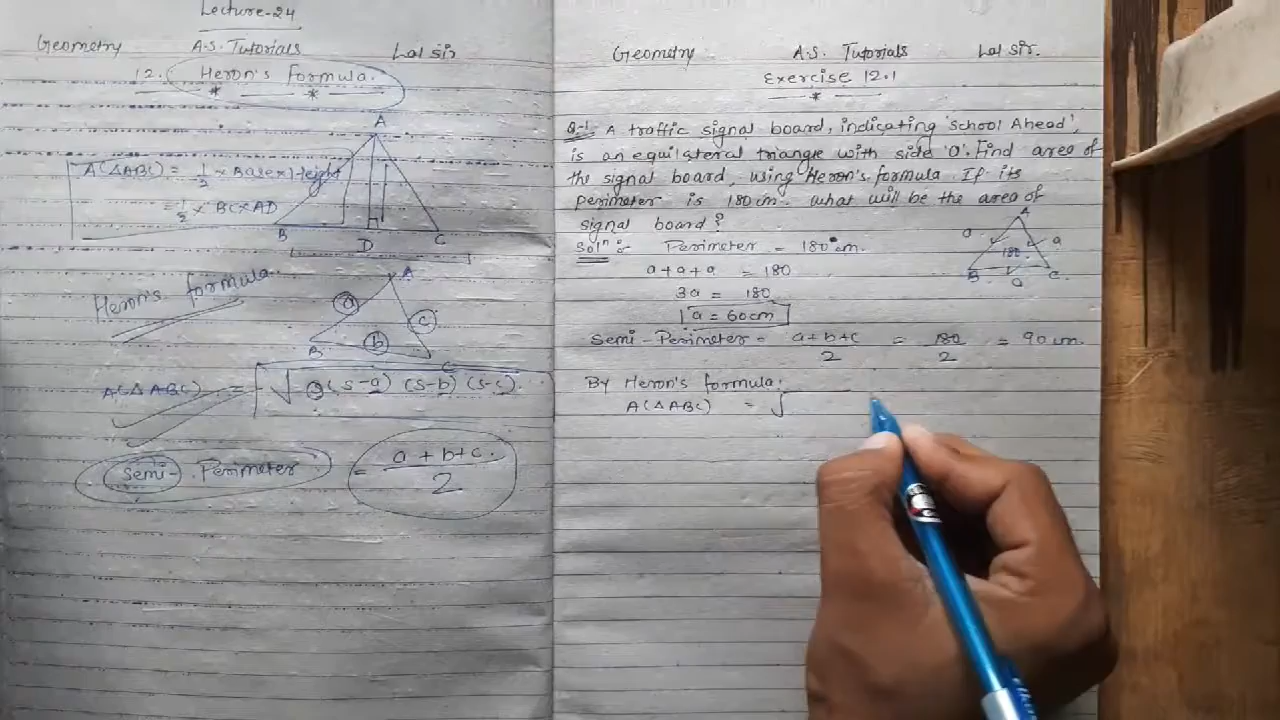 Lecture-24
Geometry A.S. Tutorials Lal sir
12. Heron's Formula.
A
A(△ABC) = 1/2 × Base × Height
= 1/2 × BC × AD
B D C
Heron's formula
A
a c
B b C
A(△ABC) = √s(s-a) (s-b) (s-c).
Semi-Perimeter = a+b+c. / 2
Geometry A.S. Tutorials Lal sir.
Exercise 12.1
Q-1 A traffic signal board, indicating 'School Ahead',
is an equilateral triangle with side 'a'. Find area of
the signal board, using Heron's formula. If its
perimeter is 180 cm. what will be the area of
signal board?
A
a a
180
B a C
Solⁿ :- Perimeter = 180 cm.
a+a+a = 180
3a = 180
a = 60cm
Semi-Perimeter = a+b+c / 2 = 180 / 2 = 90 cm.
By Heron's formula;
A(△ABC) = √